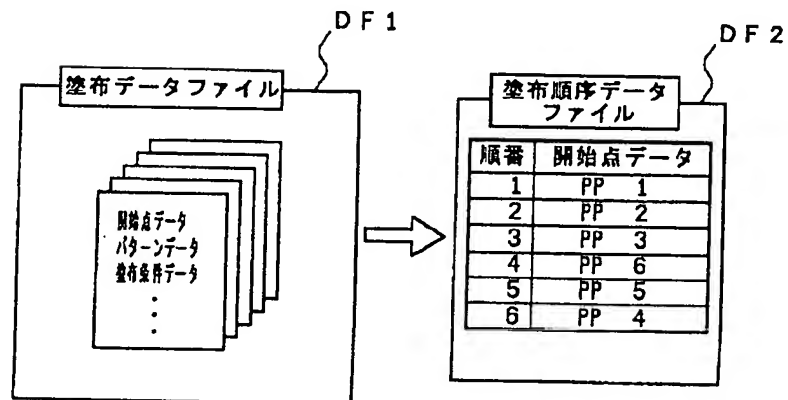 DF1
塗布データファイル
開始点データ
パターンデータ
塗布条件データ
・
・
・
DF2
塗布順序データ
ファイル
順番 開始点データ
1 PP 1
2 PP 2
3 PP 3
4 PP 6
5 PP 5
6 PP 4